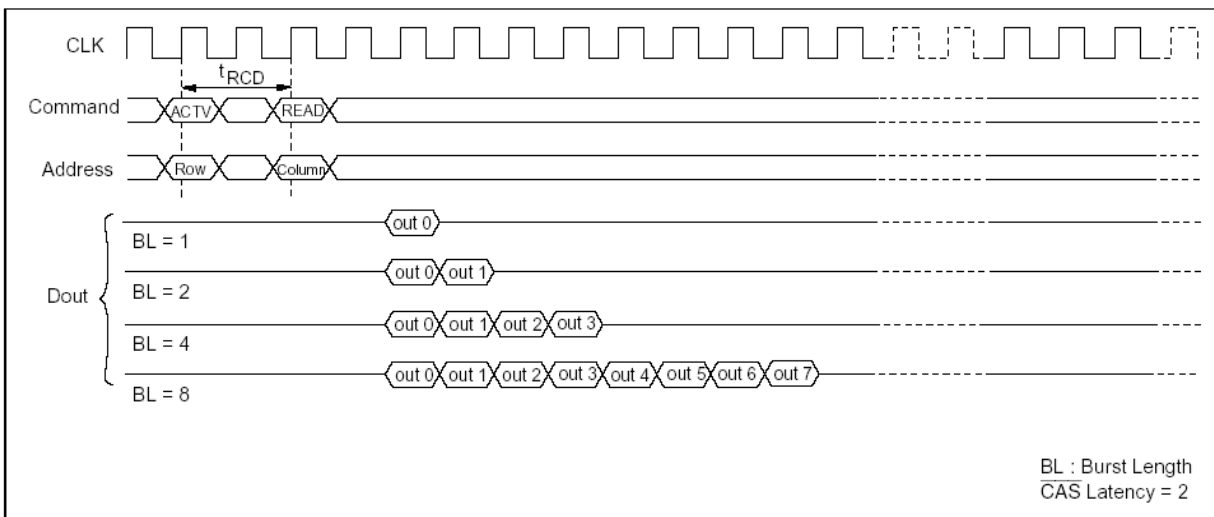 CLK
tRCD
Command ACTV READ
Address Row Column
out 0
BL = 1
out 0 out 1
BL = 2
Dout
out 0 out 1 out 2 out 3
BL = 4
out 0 out 1 out 2 out 3 out 4 out 5 out 6 out 7
BL = 8
BL : Burst Length
CAS Latency = 2